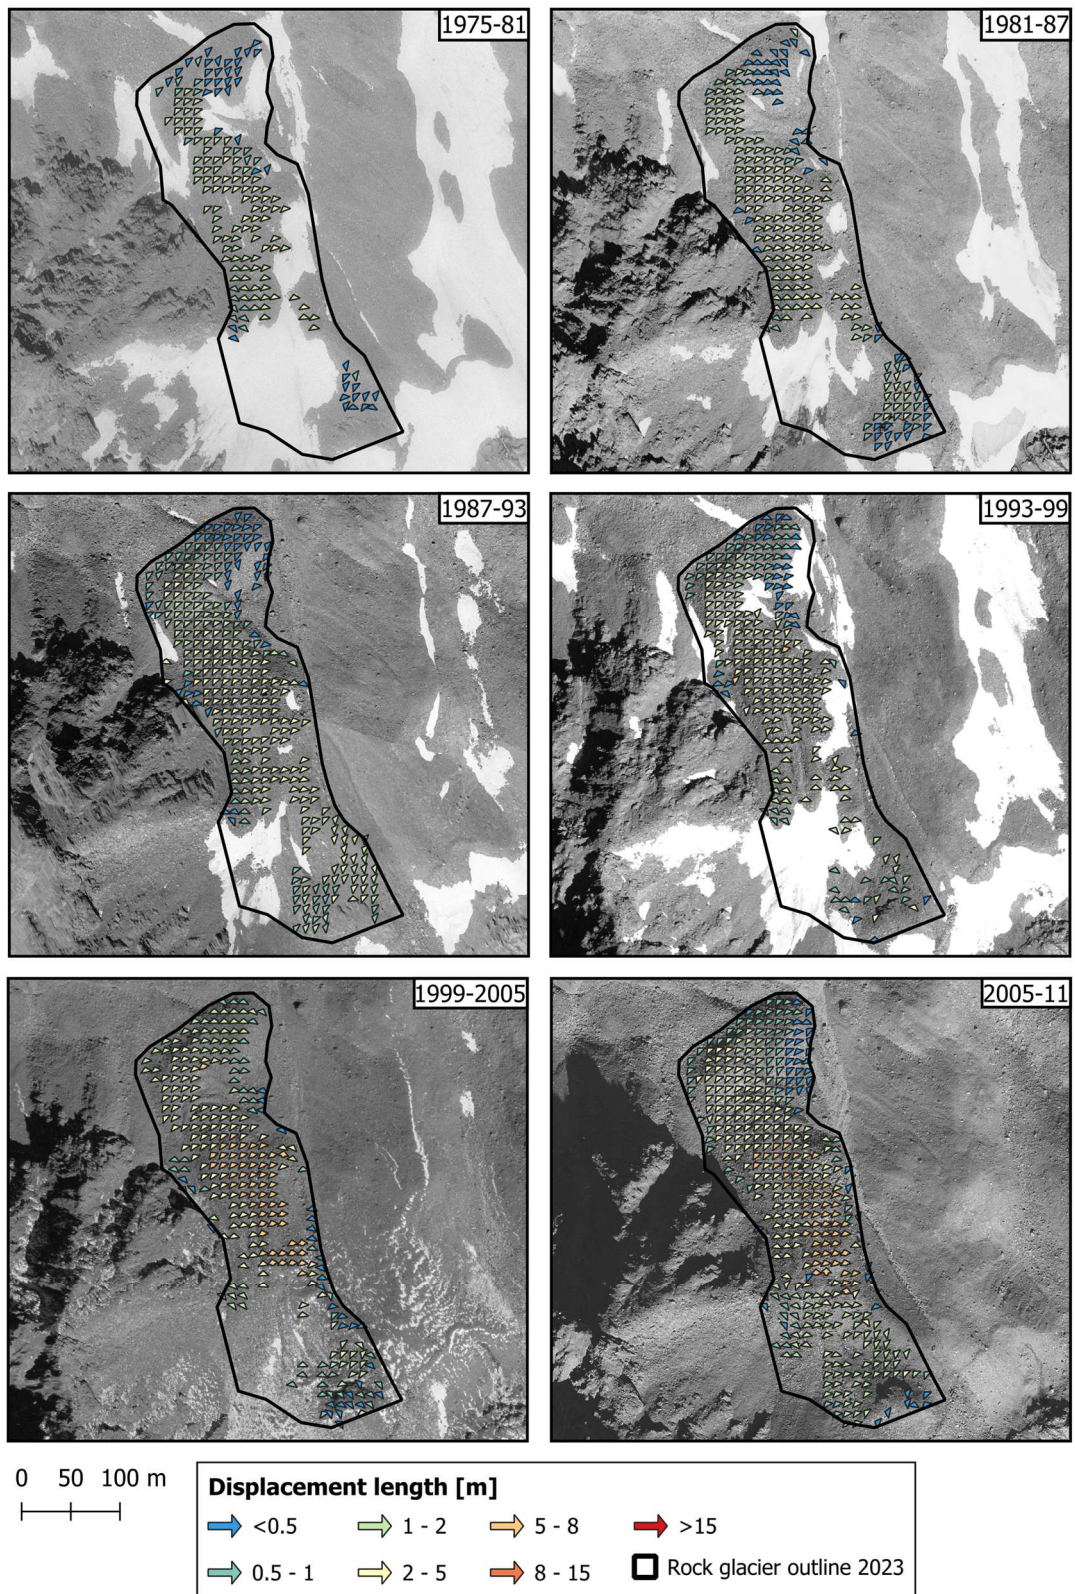 1975-81
1981-87
1987-93
1993-99
1999-2005
2005-11
0 50 100 m
Displacement length [m]
<0.5
1 - 2
5 - 8
>15
0.5 - 1
2 - 5
8 - 15
Rock glacier outline 2023